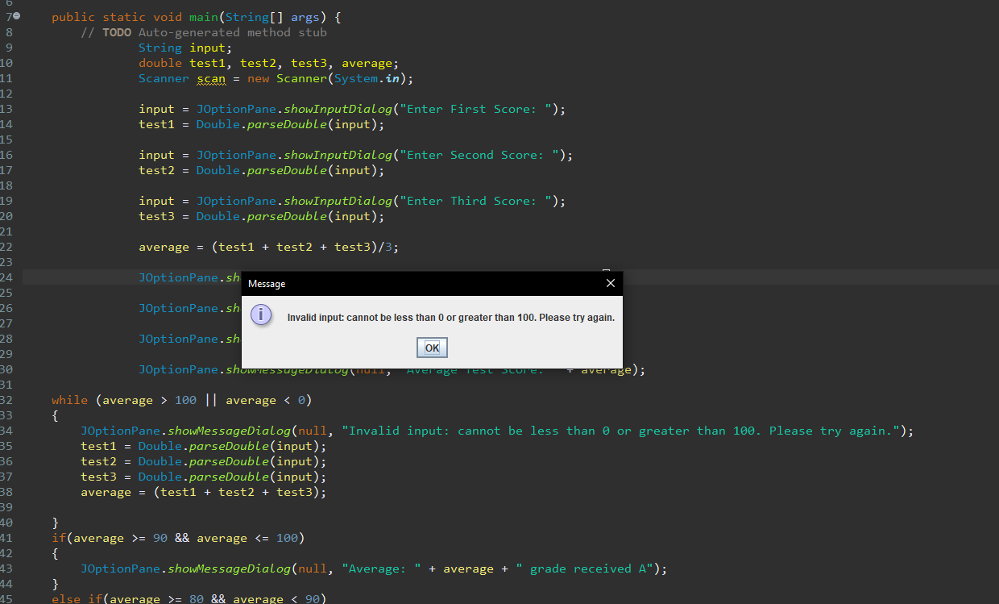 6
7 public static void main(String[] args) {
8 // TODO Auto-generated method stub
9 String input;
10 double test1, test2, test3, average;
11 Scanner scan = new Scanner(System.in);
12
13 input = JOptionPane.showInputDialog("Enter First Score: ");
14 test1 = Double.parseDouble(input);
15
16 input = JOptionPane.showInputDialog("Enter Second Score: ");
17 test2 = Double.parseDouble(input);
18
19 input = JOptionPane.showInputDialog("Enter Third Score: ");
20 test3 = Double.parseDouble(input);
21
22 average = (test1 + test2 + test3)/3;
23
24 JOptionPane.sh
Message
25
26 JOptionPane.sh
Invalid input: cannot be less than 0 or greater than 100. Please try again.
27
28 JOptionPane.sh
OK
29
30 JOptionPane.showMessageDialog(null, "Average Test Score: " + average);
31
32 while (average > 100 || average < 0)
33 {
34 JOptionPane.showMessageDialog(null, "Invalid input: cannot be less than 0 or greater than 100. Please try again.");
35 test1 = Double.parseDouble(input);
36 test2 = Double.parseDouble(input);
37 test3 = Double.parseDouble(input);
38 average = (test1 + test2 + test3);
39
40 }
41 if(average >= 90 && average <= 100)
42 {
43 JOptionPane.showMessageDialog(null, "Average: " + average + " grade received A");
44 }
45 else if(average >= 80 && average < 90)